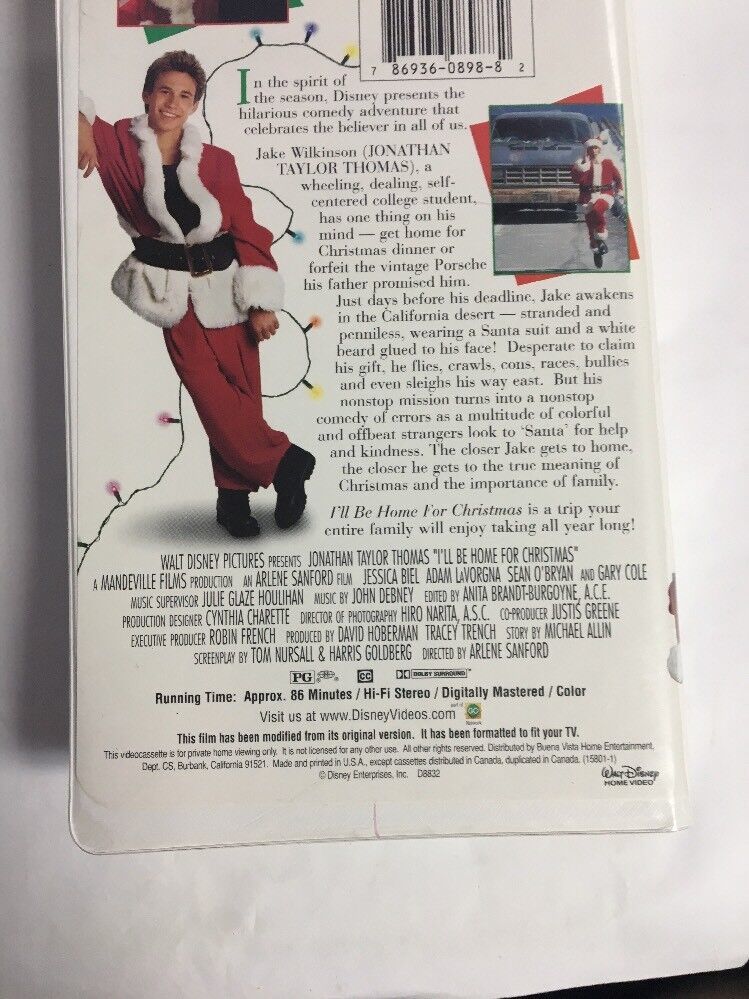 7 86936-0898-8 2
In the spirit of
the season, Disney presents the
hilarious comedy adventure that
celebrates the believer in all of us.
Jake Wilkinson (JONATHAN
TAYLOR THOMAS), a
wheeling, dealing, self-
centered college student,
has one thing on his
mind — get home for
Christmas dinner or
forfeit the vintage Porsche
his father promised him.
Just days before his deadline, Jake awakens
in the California desert — stranded and
penniless, wearing a Santa suit and a white
beard glued to his face! Desperate to claim
his gift, he flies, crawls, cons, races, bullies
and even sleighs his way east. But his
nonstop mission turns into a nonstop
comedy of errors as a multitude of colorful
and offbeat strangers look to 'Santa' for help
and kindness. The closer Jake gets to home,
the closer he gets to the true meaning of
Christmas and the importance of family.
I'll Be Home For Christmas is a trip your
entire family will enjoy taking all year long!
WALT DISNEY PICTURES PRESENTS JONATHAN TAYLOR THOMAS "I'LL BE HOME FOR CHRISTMAS"
A MANDEVILLE FILMS PRODUCTION AN ARLENE SANFORD FILM JESSICA BIEL ADAM LAVORGNA SEAN O'BRYAN AND GARY COLE
MUSIC SUPERVISOR JULIE GLAZE HOULIHAN MUSIC BY JOHN DEBNEY EDITED BY ANITA BRANDT-BURGOYNE, A.C.E.
PRODUCTION DESIGNER CYNTHIA CHARETTE DIRECTOR OF PHOTOGRAPHY HIRO NARITA, A.S.C. CO-PRODUCER JUSTIS GREENE
EXECUTIVE PRODUCER ROBIN FRENCH PRODUCED BY DAVID HOBERMAN TRACEY TRENCH STORY BY MICHAEL ALLIN
SCREENPLAY BY TOM NURSALL & HARRIS GOLDBERG DIRECTED BY ARLENE SANFORD
PG CC DOLBY SURROUND
Running Time: Approx. 86 Minutes / Hi-Fi Stereo / Digitally Mastered / Color
Visit us at www.DisneyVideos.com part of GO Network
This film has been modified from its original version. It has been formatted to fit your TV.
This videocassette is for private home viewing only. It is not licensed for any other use. All other rights reserved. Distributed by Buena Vista Home Entertainment,
Dept. CS, Burbank, California 91521. Made and printed in U.S.A., except cassettes distributed in Canada, duplicated in Canada. (15801-1)
© Disney Enterprises, Inc. D8832
WALT DISNEY
HOME VIDEO